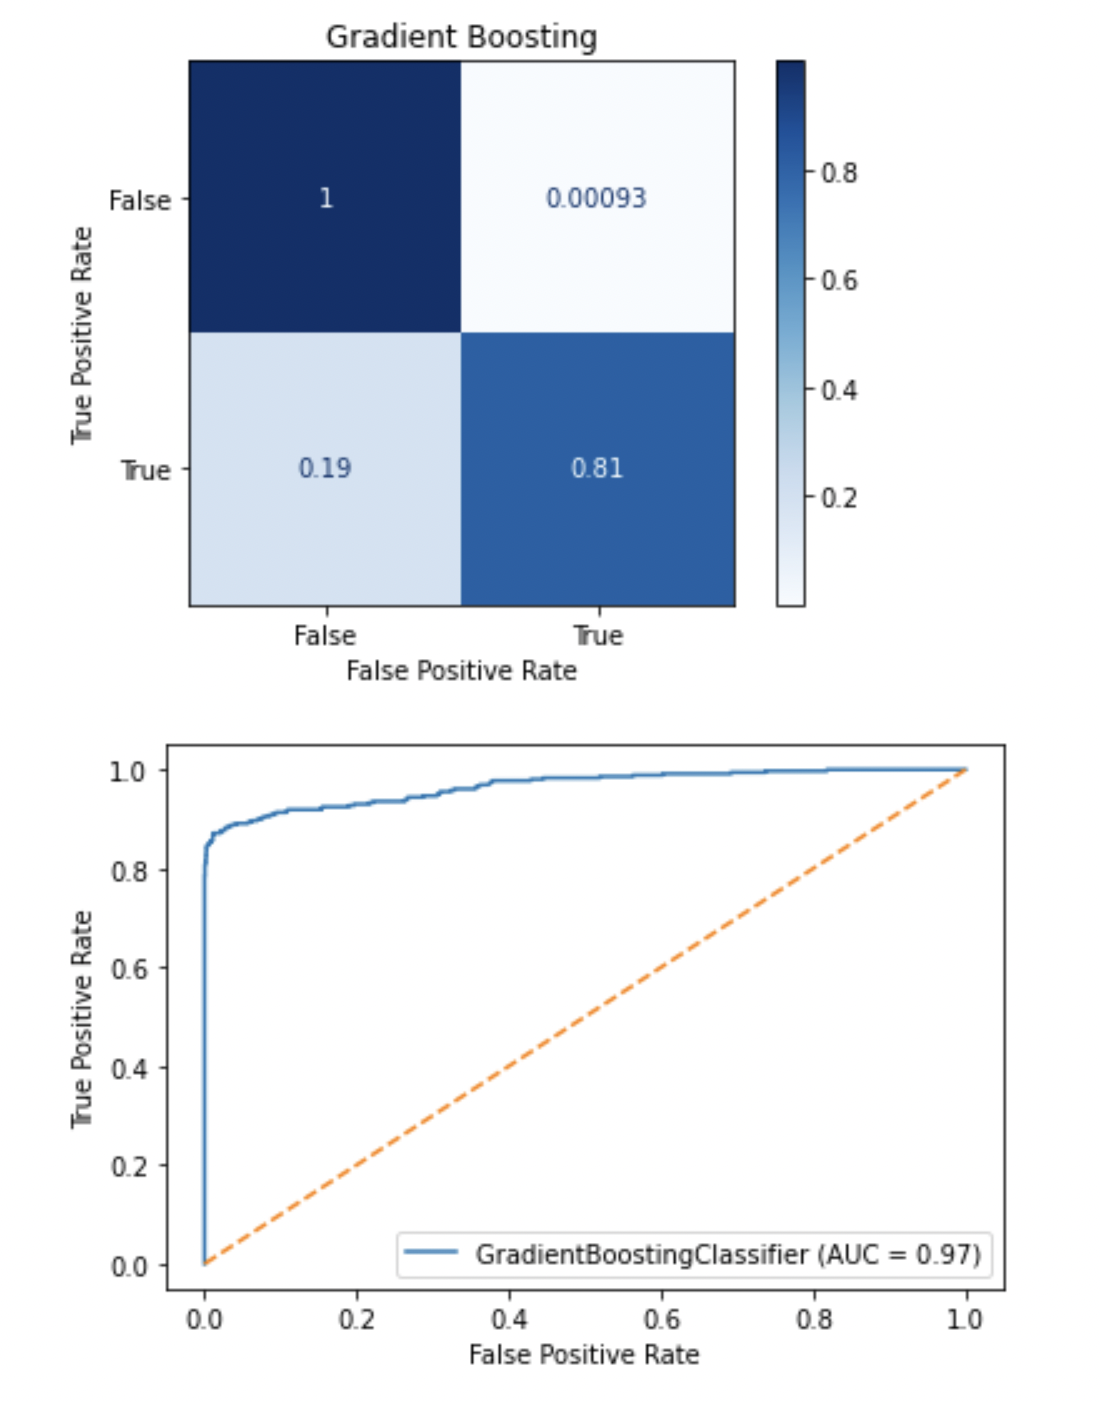 Gradient Boosting
False
1
0.00093
0.8
0.6
0.4
0.2
True
0.19
0.81
True Positive Rate
False
True
False Positive Rate
1.0
0.8
0.6
0.4
0.2
0.0
True Positive Rate
GradientBoostingClassifier (AUC = 0.97)
0.0 0.2 0.4 0.6 0.8 1.0
False Positive Rate